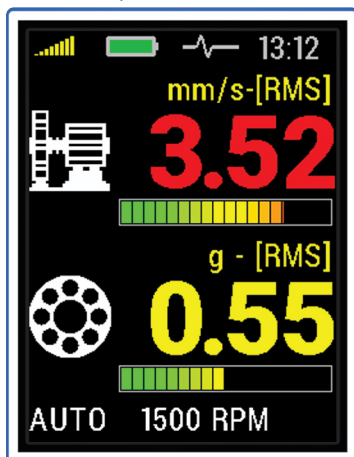 13:12
mm/s-[RMS]
3.52
g - [RMS]
0.55
AUTO 1500 RPM